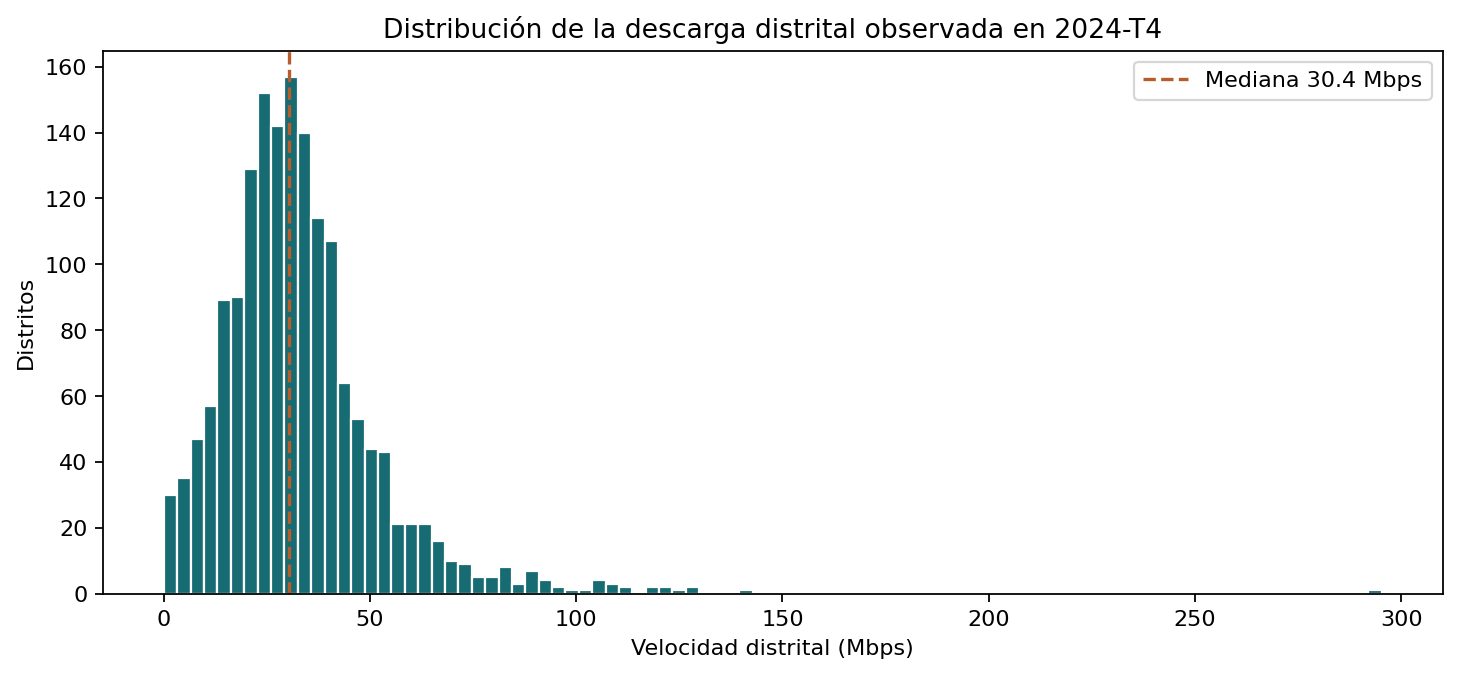 Distribución de la descarga distrital observada en 2024-T4
Mediana 30.4 Mbps
160
140
120
100
80
60
40
20
0
Distritos
0 50 100 150 200 250 300
Velocidad distrital (Mbps)